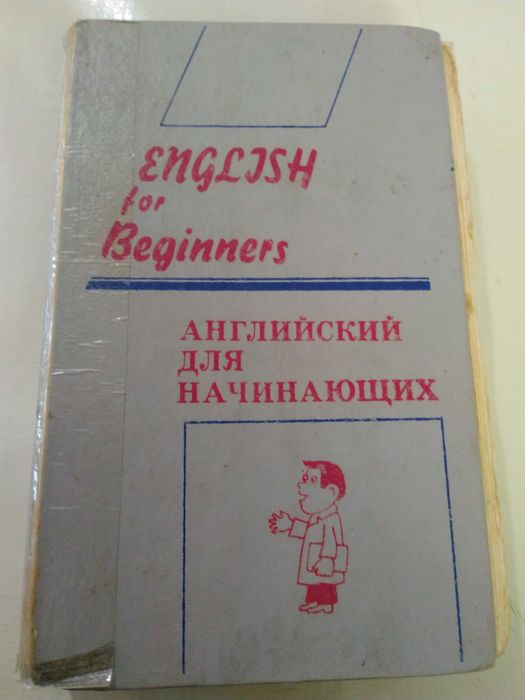 ENGLISH
for
Beginners
АНГЛИЙСКИЙ
ДЛЯ
НАЧИНАЮЩИХ